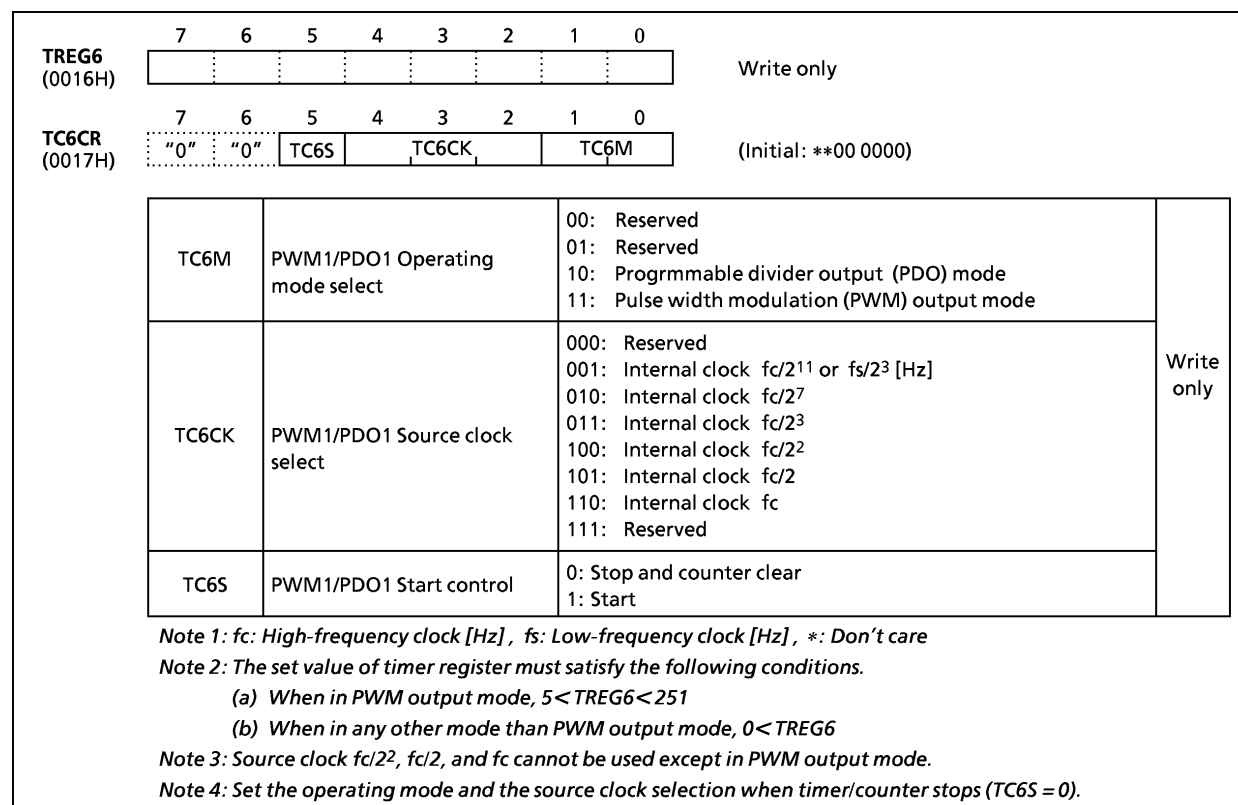 7 6 5 4 3 2 1 0
TREG6
(0016H)
Write only
7 6 5 4 3 2 1 0
TC6CR
(0017H)
"0" "0" TC6S TC6CK TC6M
(Initial: **00 0000)
TC6M
PWM1/PDO1 Operating
mode select
00: Reserved
01: Reserved
10: Progrmmable divider output (PDO) mode
11: Pulse width modulation (PWM) output mode
TC6CK
PWM1/PDO1 Source clock
select
000: Reserved
001: Internal clock fc/2¹¹ or fs/2³ [Hz]
010: Internal clock fc/2⁷
011: Internal clock fc/2³
100: Internal clock fc/2²
101: Internal clock fc/2
110: Internal clock fc
111: Reserved
TC6S
PWM1/PDO1 Start control
0: Stop and counter clear
1: Start
Write
only
Note 1: fc: High-frequency clock [Hz] , fs: Low-frequency clock [Hz] , *: Don't care
Note 2: The set value of timer register must satisfy the following conditions.
(a) When in PWM output mode, 5<TREG6<251
(b) When in any other mode than PWM output mode, 0<TREG6
Note 3: Source clock fc/2², fc/2, and fc cannot be used except in PWM output mode.
Note 4: Set the operating mode and the source clock selection when timer/counter stops (TC6S = 0).